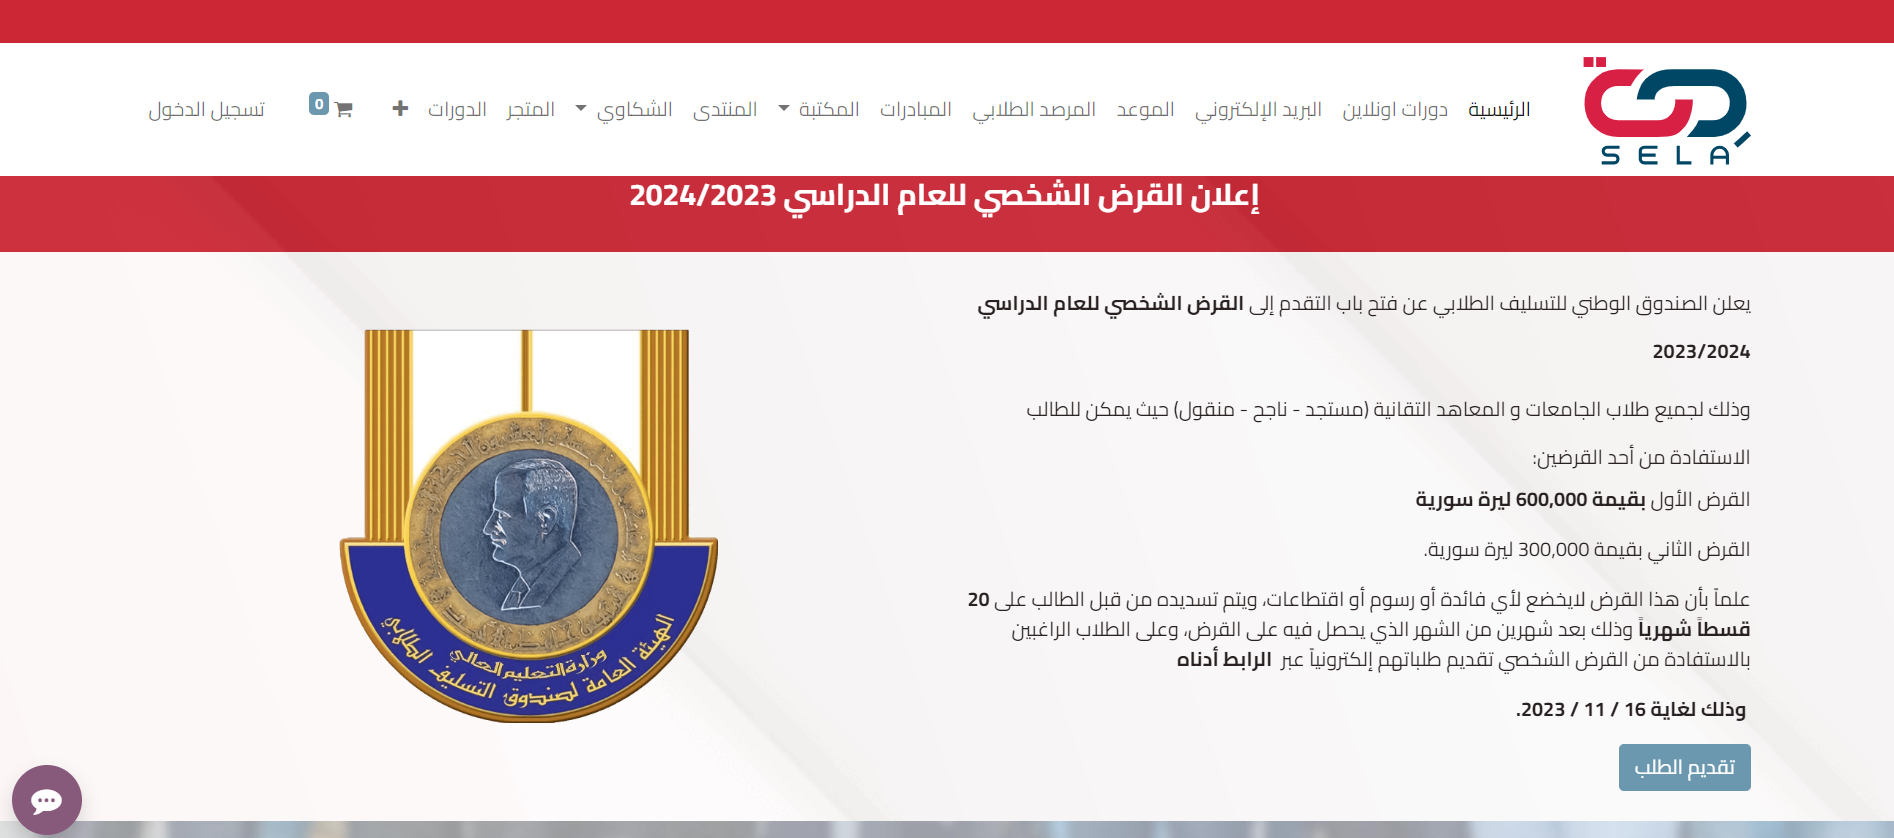 صلة
SELA
الرئيسية
دورات اونلاين
البريد الإلكتروني
الموعد
المرصد الطلابي
المبادرات
المكتبة
المنتدى
الشكاوي
المتجر
الدورات
0
تسجيل الدخول
إعلان القرض الشخصي للعام الدراسي 2024/2023
يعلن الصندوق الوطني للتسليف الطلابي عن فتح باب التقدم إلى القرض الشخصي للعام الدراسي
2023/2024
وذلك لجميع طلاب الجامعات و المعاهد التقانية (مستجد - ناجح - منقول) حيث يمكن للطالب
الاستفادة من أحد القرضين:
القرض الأول بقيمة 600,000 ليرة سورية
القرض الثاني بقيمة 300,000 ليرة سورية.
علماً بأن هذا القرض لايخضع لأي فائدة أو رسوم أو اقتطاعات، ويتم تسديده من قبل الطالب على 20
قسطاً شهرياً وذلك بعد شهرين من الشهر الذي يحصل فيه على القرض، وعلى الطلاب الراغبين
بالاستفادة من القرض الشخصي تقديم طلباتهم إلكترونياً عبر الرابط أدناه
وذلك لغاية 16 / 11 / 2023.
تقديم الطلب
وزارة التعليم العالي
الهيئة العامة لصندوق التسليف الطلابي